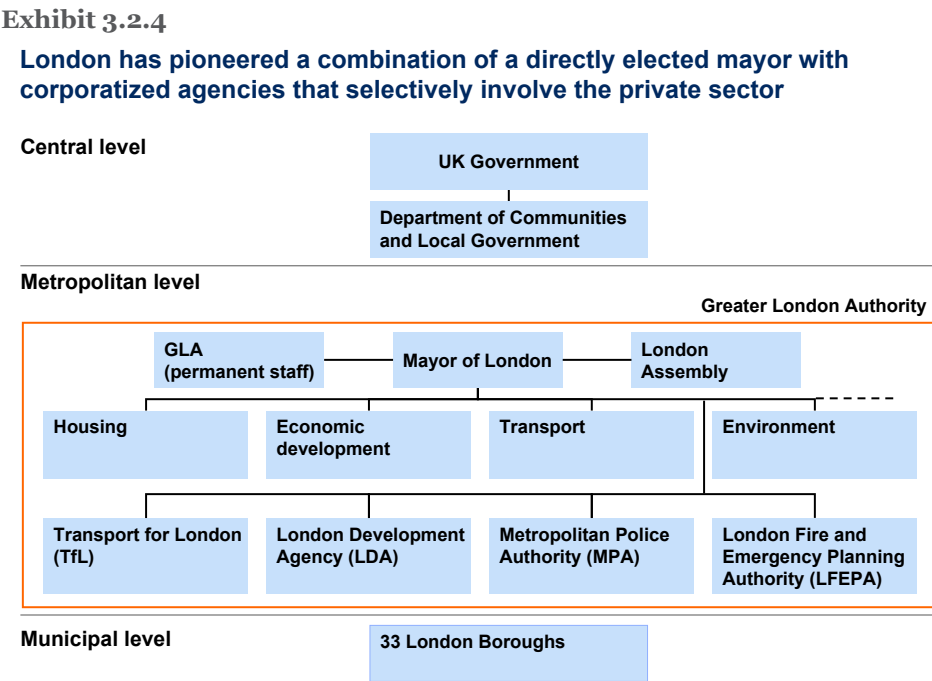 Exhibit 3.2.4
London has pioneered a combination of a directly elected mayor with
corporatized agencies that selectively involve the private sector
Central level
UK Government
Department of Communities
and Local Government
Metropolitan level
Greater London Authority
GLA
(permanent staff)
Mayor of London
London
Assembly
Housing
Economic
development
Transport
Environment
Transport for London
(TfL)
London Development
Agency (LDA)
Metropolitan Police
Authority (MPA)
London Fire and
Emergency Planning
Authority (LFEPA)
Municipal level
33 London Boroughs